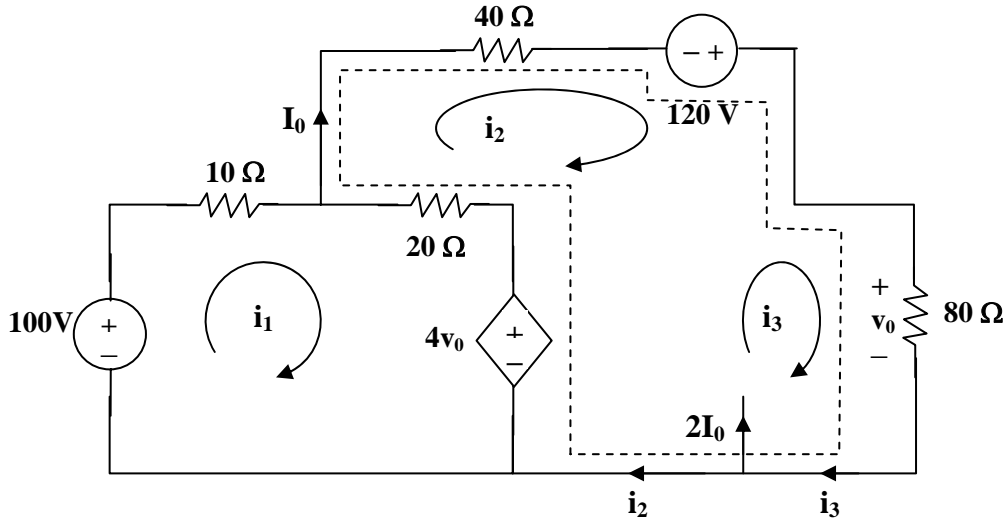 40 Ω
– +
120 V
I₀
i₂
10 Ω
20 Ω
100V
+
–
i₁
4v₀
+
–
i₃
+
v₀
–
80 Ω
2I₀
i₂
i₃